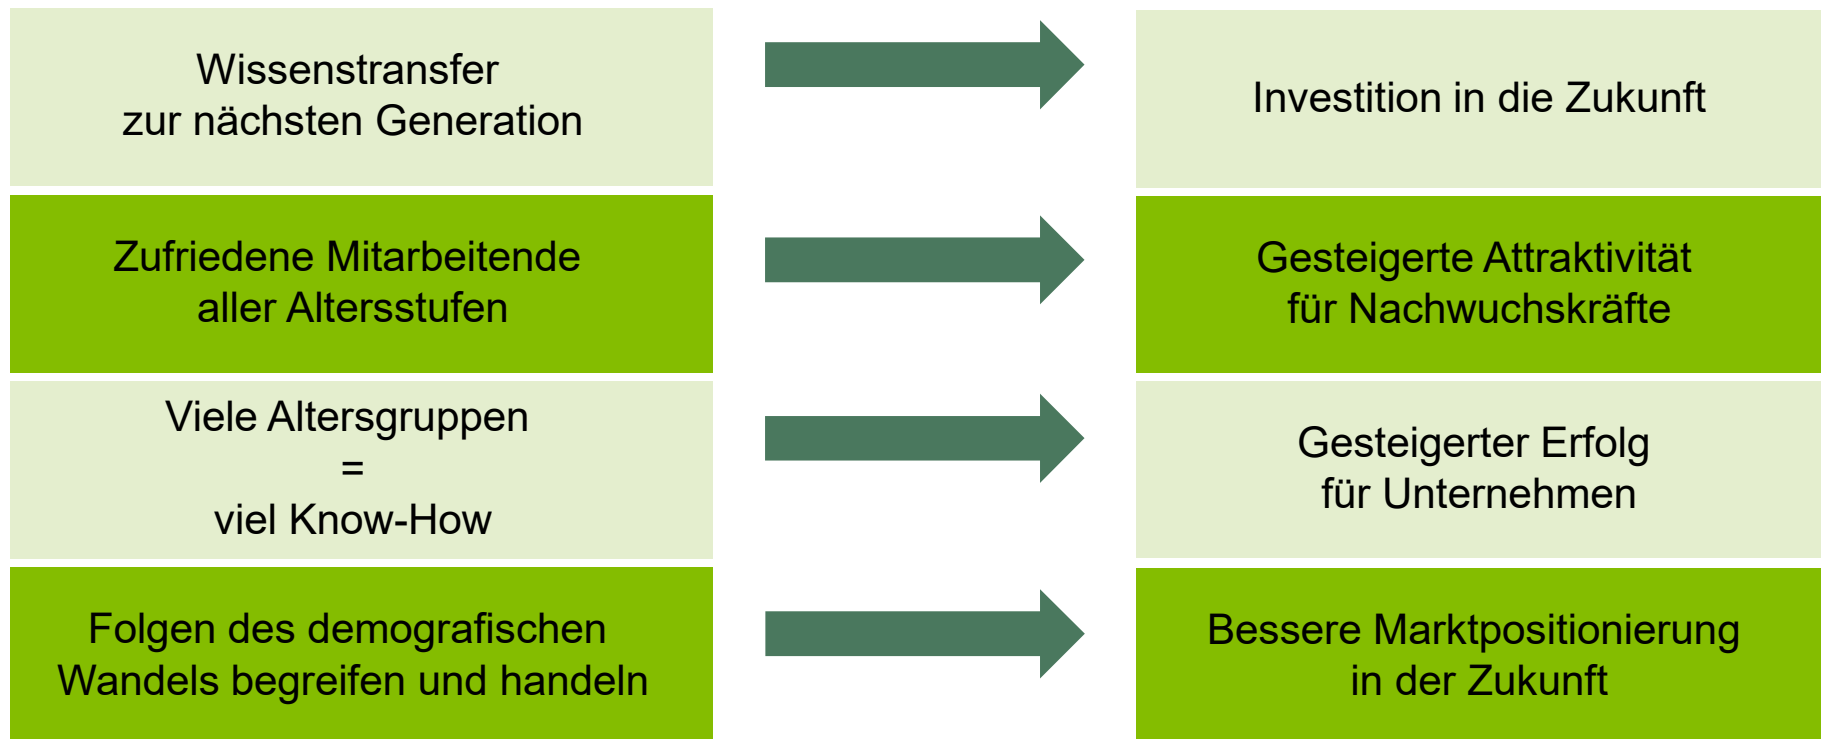 Wissenstransfer
zur nächsten Generation
Investition in die Zukunft
Zufriedene Mitarbeitende
aller Altersstufen
Gesteigerte Attraktivität
für Nachwuchskräfte
Viele Altersgruppen
=
viel Know-How
Gesteigerter Erfolg
für Unternehmen
Folgen des demografischen
Wandels begreifen und handeln
Bessere Marktpositionierung
in der Zukunft